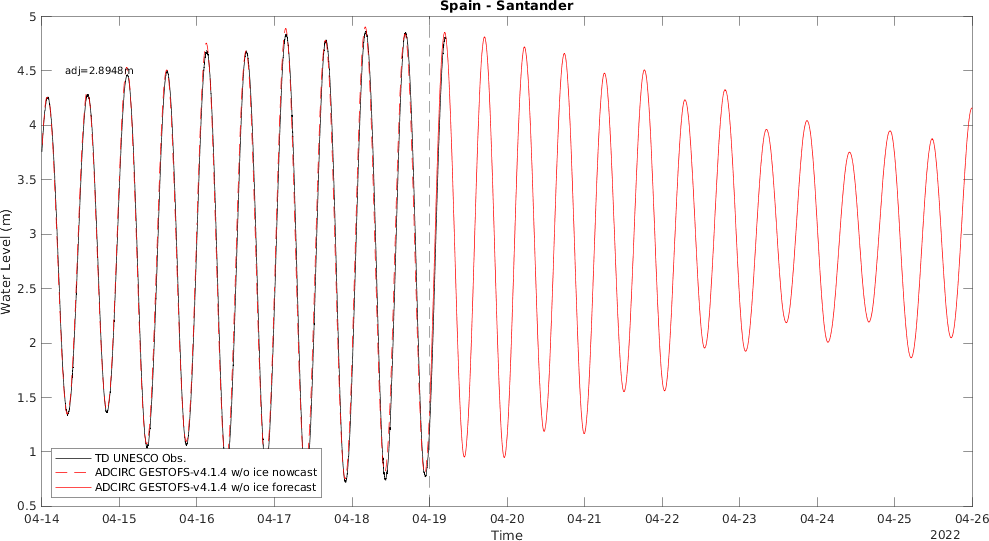 Spain - Santander
5
4.5
4
3.5
3
2.5
2
1.5
1
0.5
Water Level (m)
adj=2.8948m
TD UNESCO Obs.
ADCIRC GESTOFS-v4.1.4 w/o ice nowcast
ADCIRC GESTOFS-v4.1.4 w/o ice forecast
04-14 04-15 04-16 04-17 04-18 04-19 04-20 04-21 04-22 04-23 04-24 04-25 04-26
Time
2022